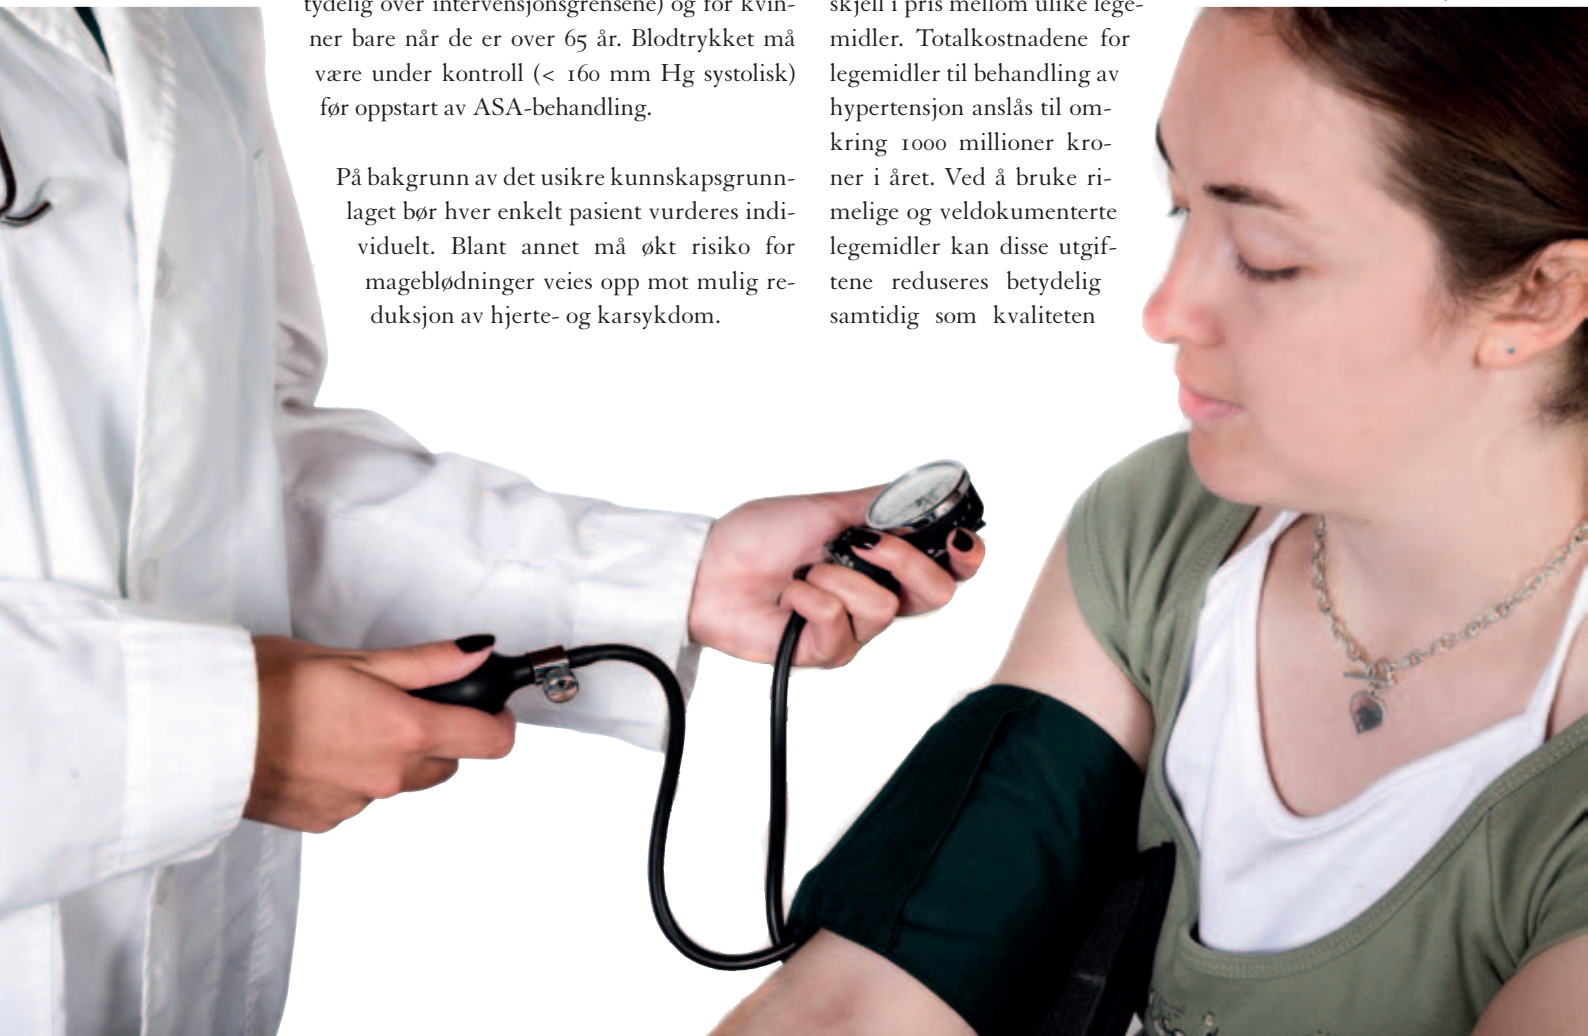 tydelig over intervensjonsgrensene) og for kvin-
ner bare når de er over 65 år. Blodtrykket må
være under kontroll (< 160 mm Hg systolisk)
før oppstart av ASA-behandling.
På bakgrunn av det usikre kunnskapsgrunn-
laget bør hver enkelt pasient vurderes indi-
viduelt. Blant annet må økt risiko for
mageblødninger veies opp mot mulig re-
duksjon av hjerte- og karsykdom.
skjell i pris mellom ulike lege-
midler. Totalkostnadene for
legemidler til behandling av
hypertensjon anslås til om-
kring 1000 millioner kro-
ner i året. Ved å bruke ri-
melige og veldokumenterte
legemidler kan disse utgif-
tene reduseres betydelig
samtidig som kvaliteten